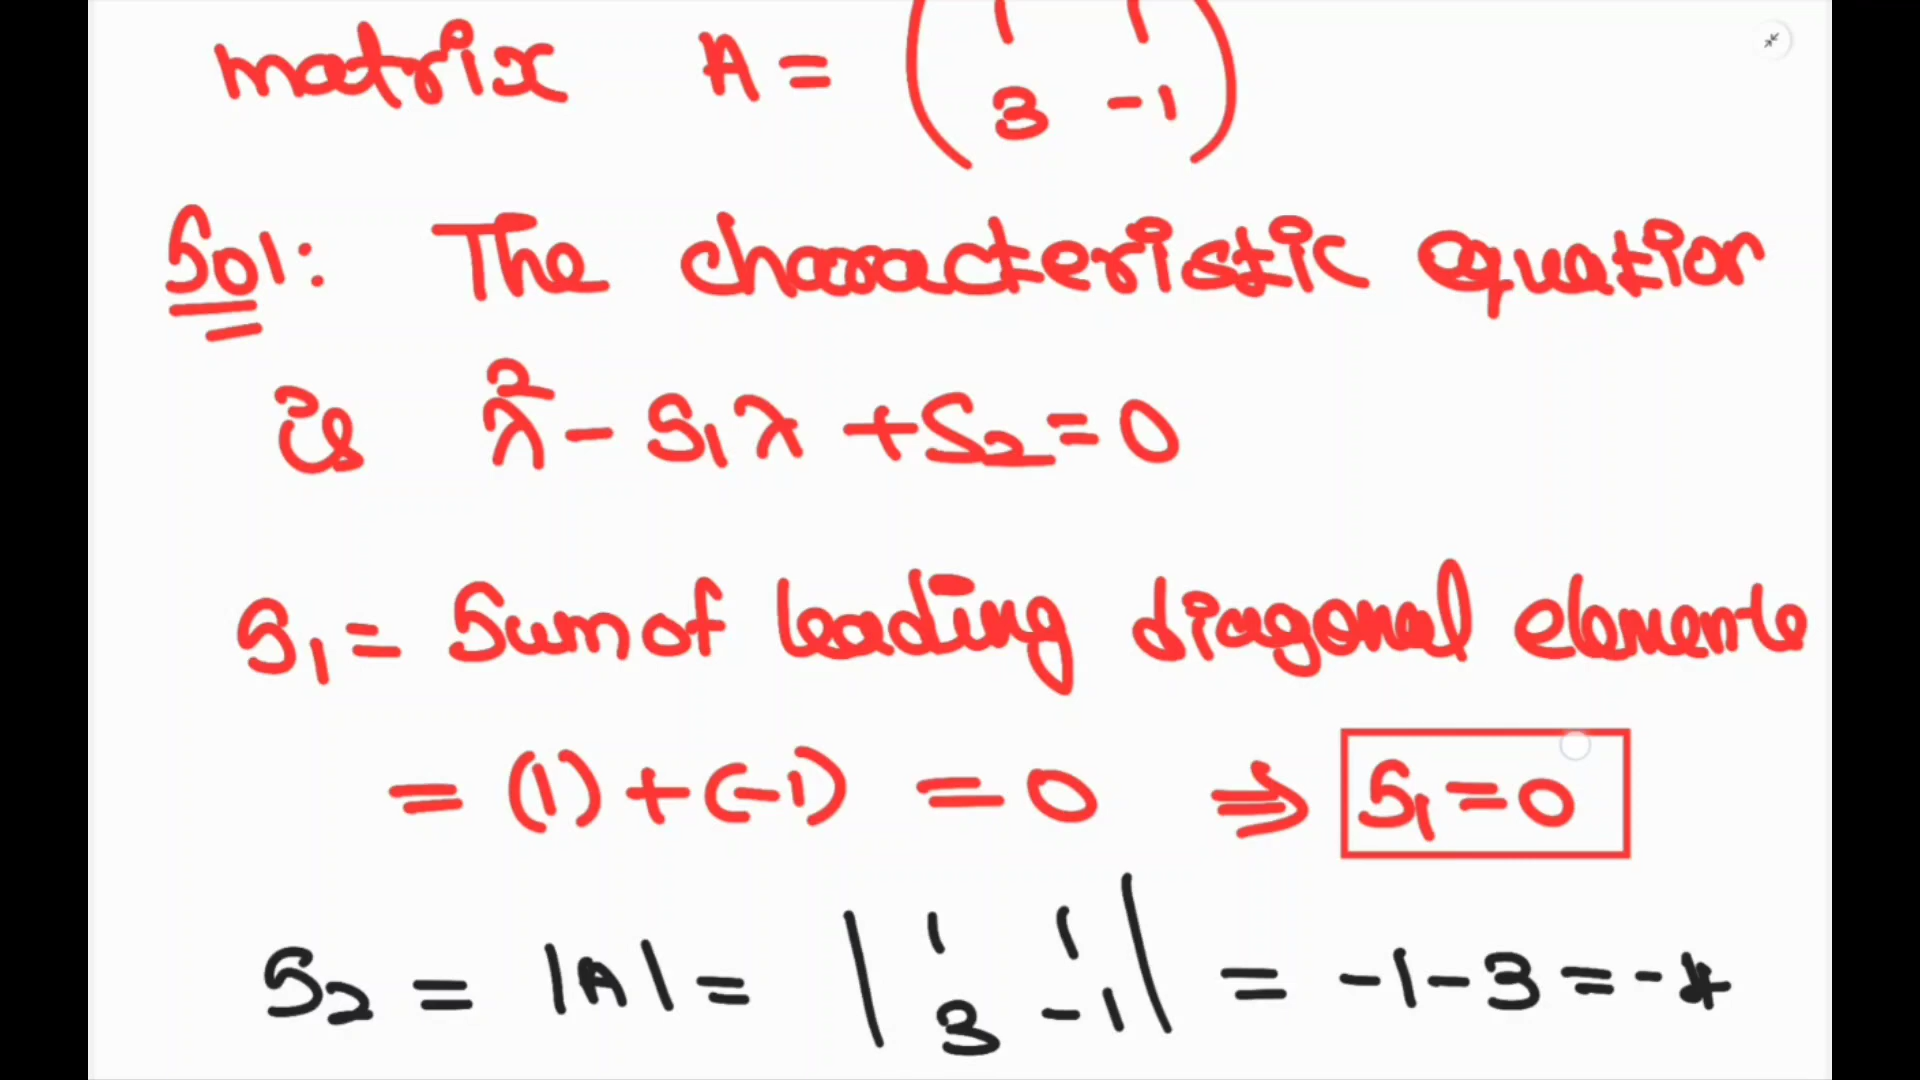 matrix A = ( 1 1
3 -1 )
Sol: The characteristic equation
is λ² - S₁λ + S₂ = 0
S₁ = Sum of leading diagonal elements
= (1) + (-1) = 0 ⇒ S₁ = 0
S₂ = |A| = | 1 1
3 -1 | = -1 - 3 = -4